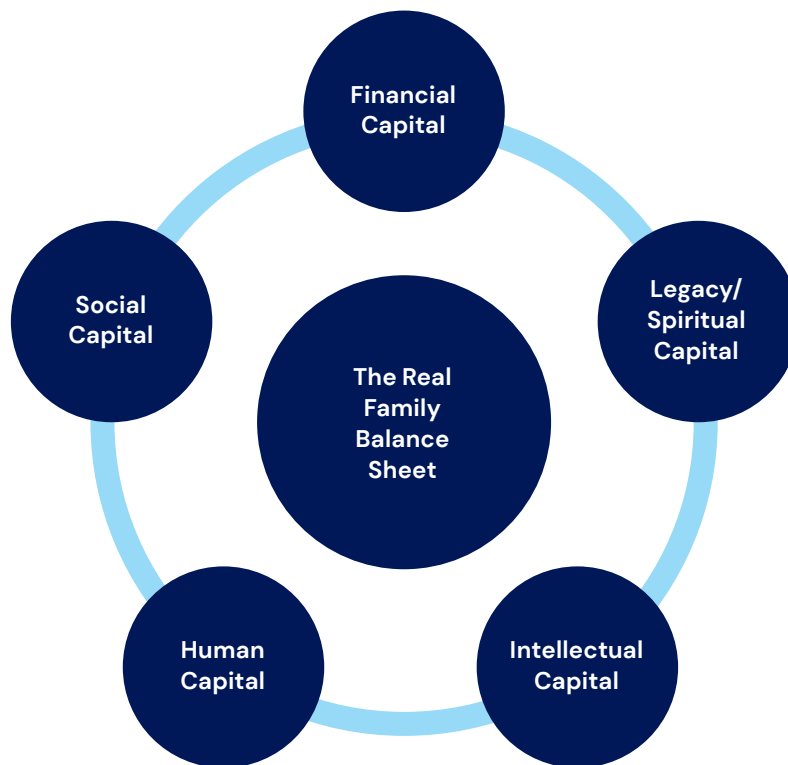 Financial
Capital
Social
Capital
Legacy/
Spiritual
Capital
The Real
Family
Balance
Sheet
Human
Capital
Intellectual
Capital